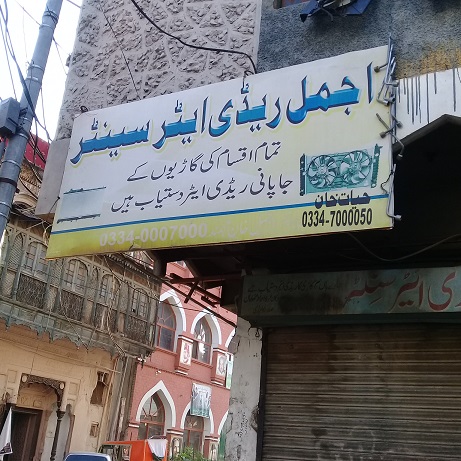 اجمل ریڈی ایٹر سینٹر
تمام اقسام کی گاڑیوں کے
جاپانی ریڈی ایٹر دستیاب ہیں
حیات خان
0334-7000050
0334-0007000